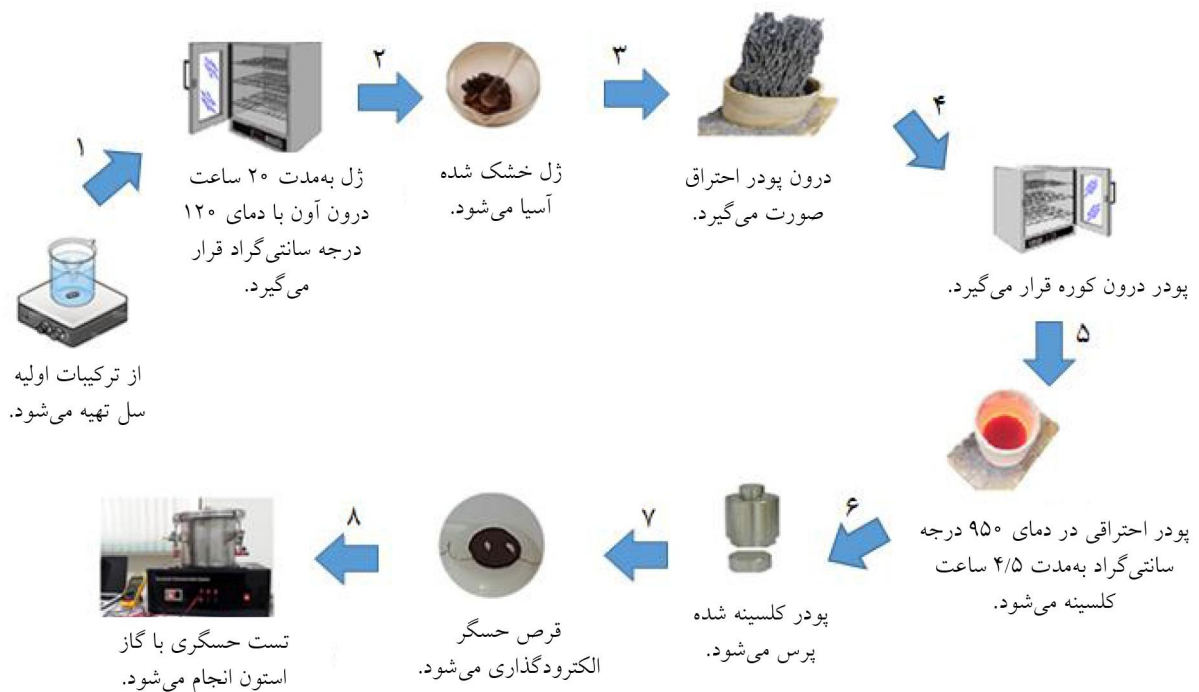 از ترکیبات اولیه
سل تهیه می‌شود.
۱
ژل به‌مدت ۲۰ ساعت
درون آون با دمای ۱۲۰
درجه سانتی‌گراد قرار
می‌گیرد.
۲
ژل خشک شده
آسیا می‌شود.
۳
درون پودر احتراق
صورت می‌گیرد.
۴
پودر درون کوره قرار می‌گیرد.
۵
پودر احتراقی در دمای ۹۵۰ درجه
سانتی‌گراد به‌مدت ۴/۵ ساعت
کلسینه می‌شود.
۶
پودر کلسینه شده
پرس می‌شود.
۷
قرص حسگر
الکترودگذاری می‌شود.
۸
تست حسگری با گاز
استون انجام می‌شود.